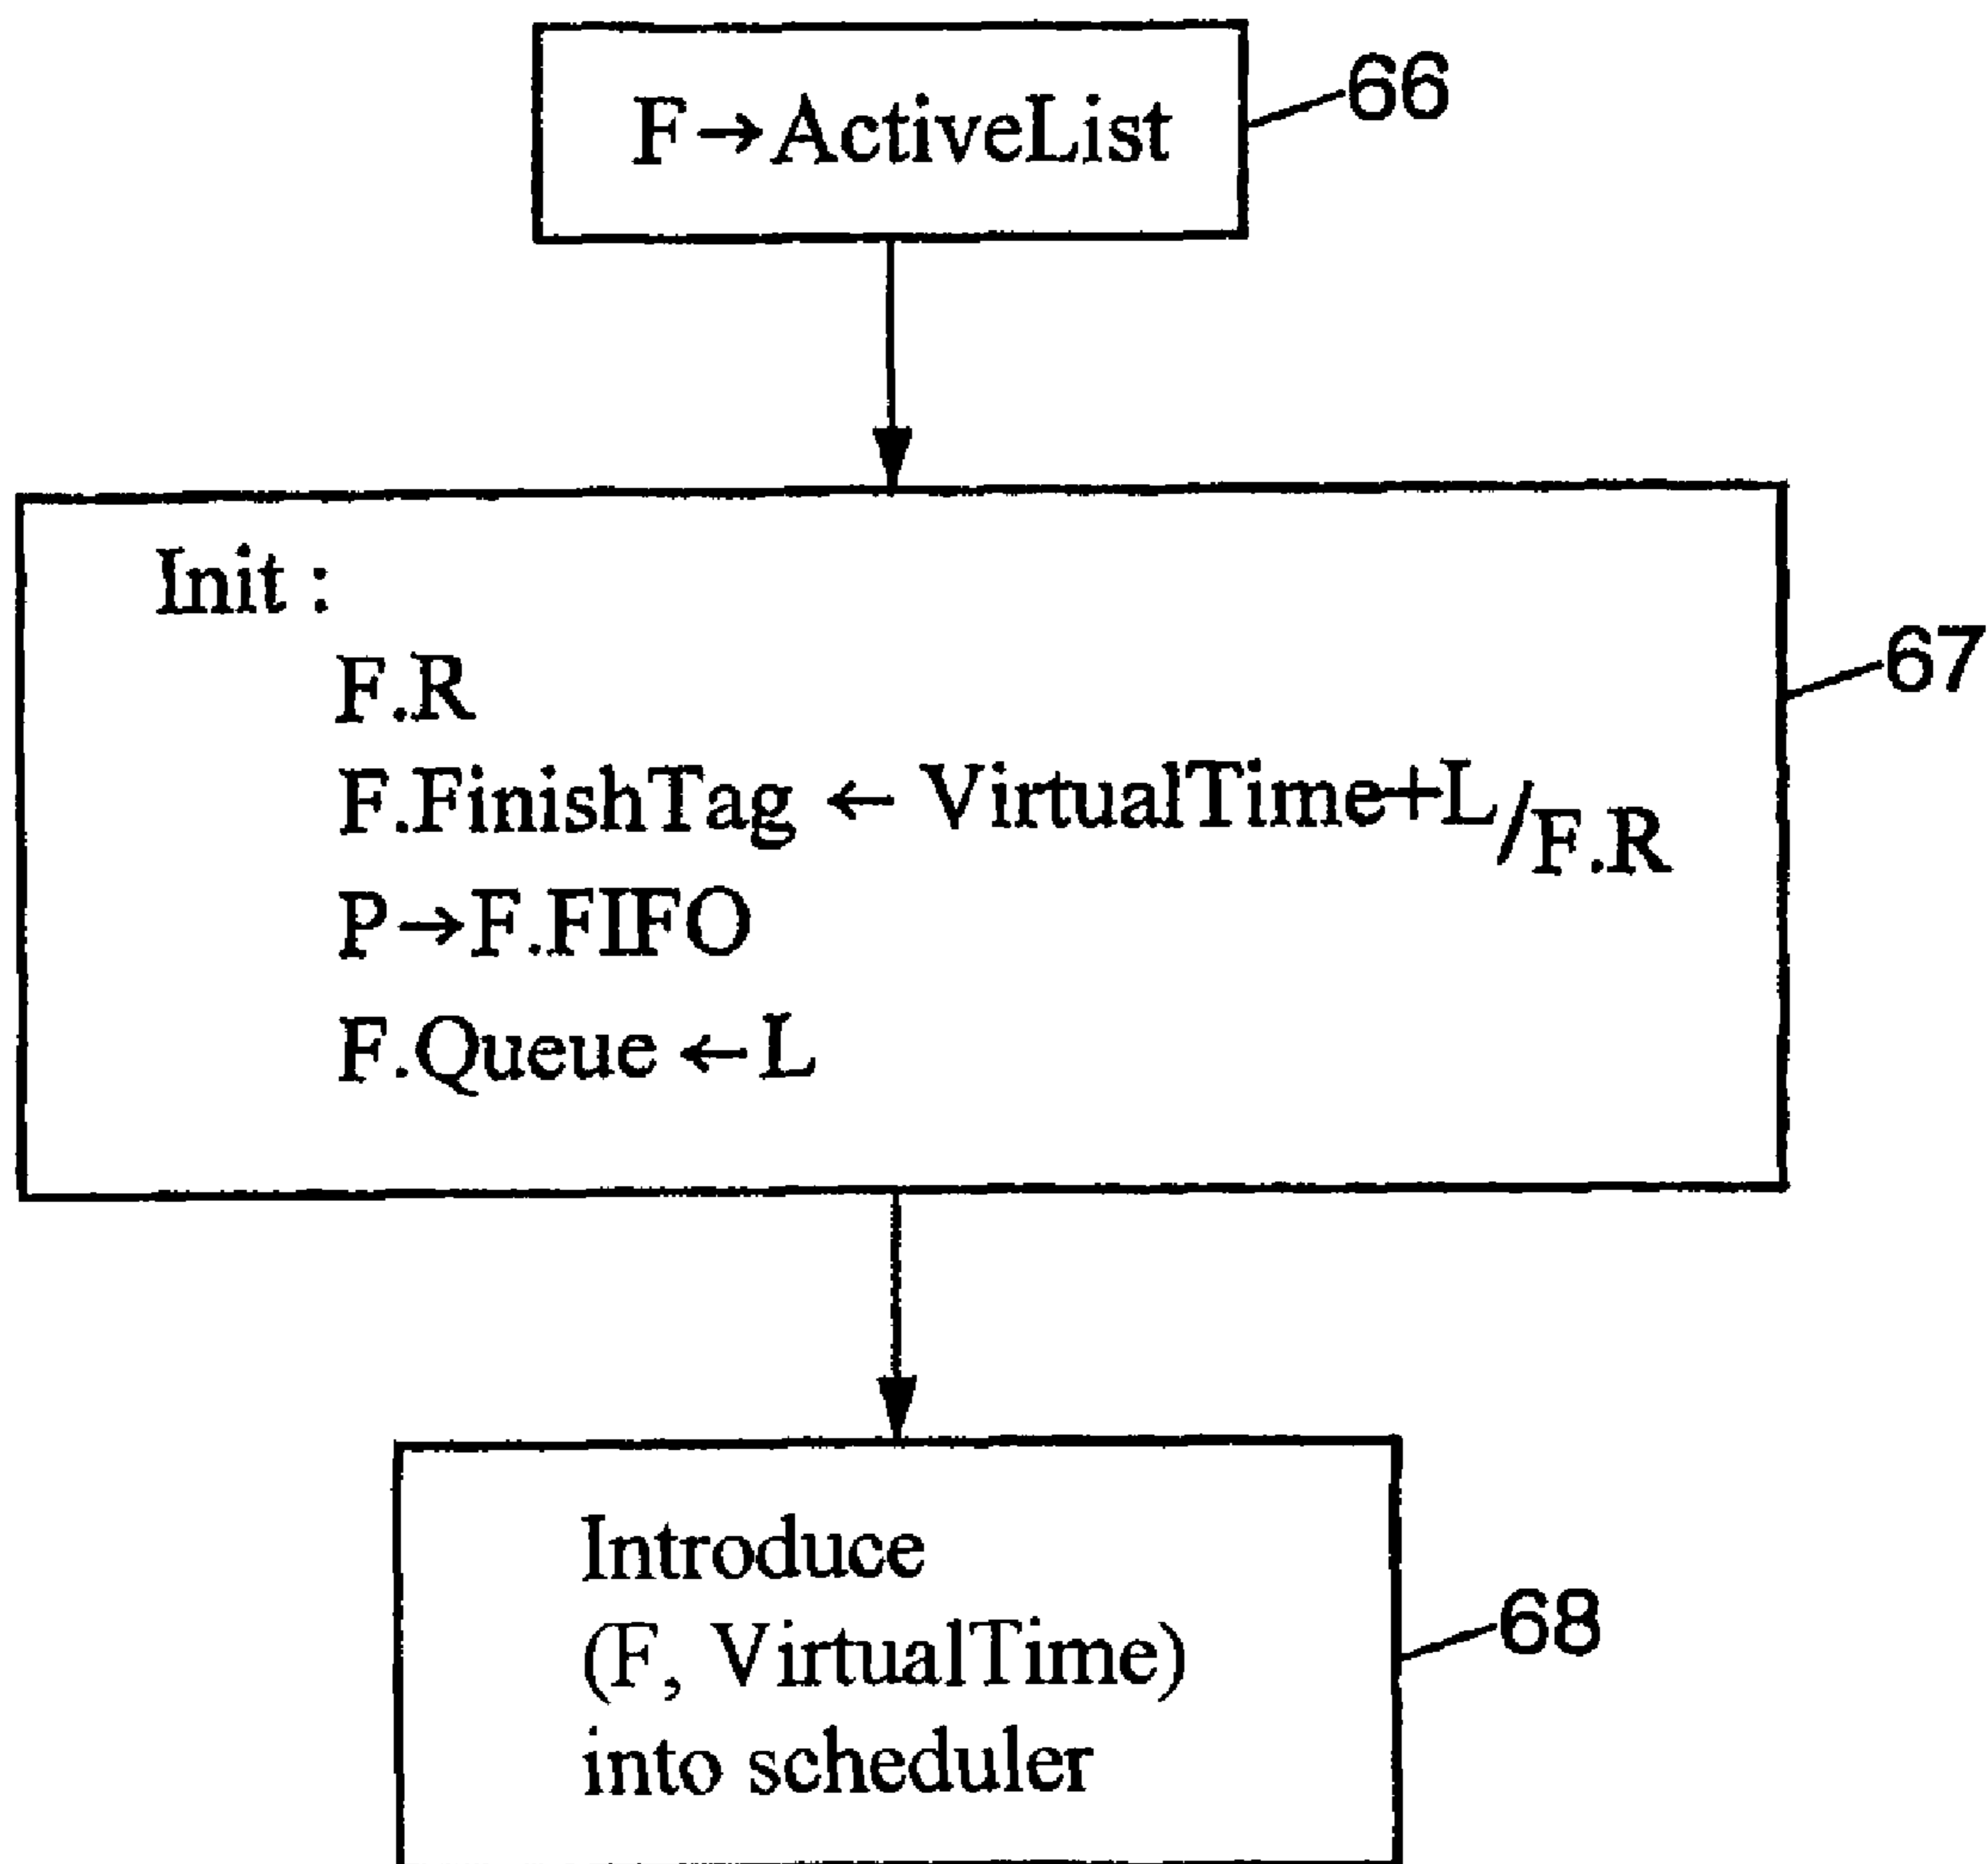 F→ActiveList
66
Init :
F.R
67
F.FinishTag ← VirtualTime+L/F.R
P→F.FIFO
F.Queue ← L
Introduce
(F, VirtualTime)
68
into scheduler